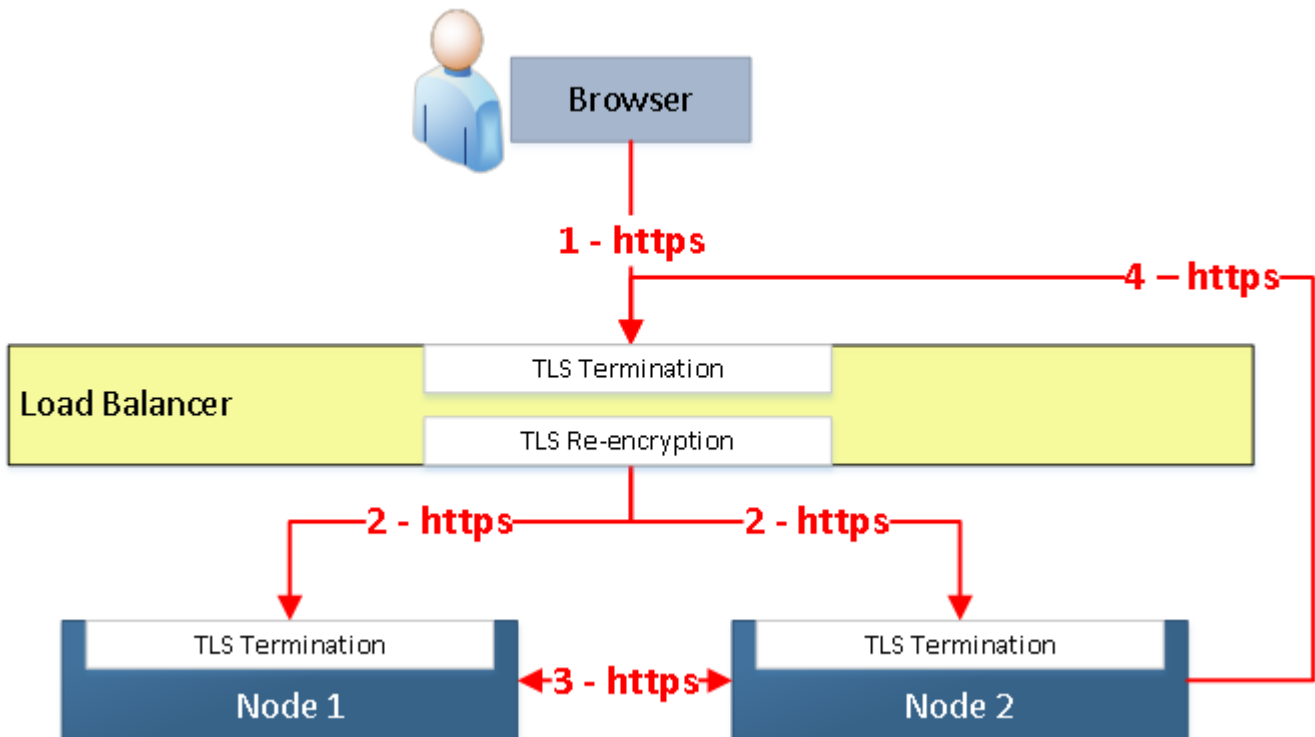 Browser
1 - https
4 – https
TLS Termination
Load Balancer
TLS Re-encryption
2 - https
2 - https
TLS Termination
TLS Termination
3 - https
Node 1
Node 2